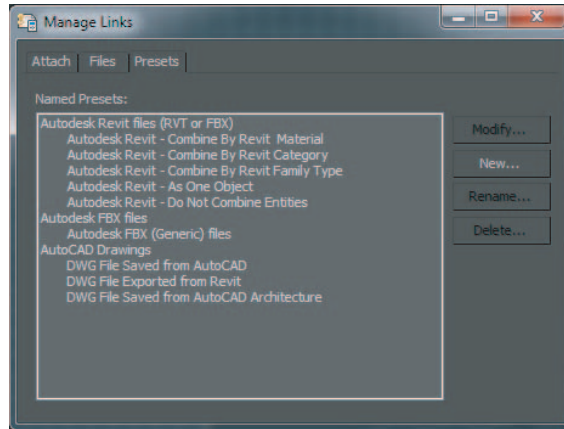 Manage Links
Attach Files Presets
Named Presets:
Autodesk Revit files (RVT or FBX)
Autodesk Revit - Combine By Revit Material
Autodesk Revit - Combine By Revit Category
Autodesk Revit - Combine By Revit Family Type
Autodesk Revit - As One Object
Autodesk Revit - Do Not Combine Entities
Autodesk FBX files
Autodesk FBX (Generic) files
AutoCAD Drawings
DWG File Saved from AutoCAD
DWG File Exported from Revit
DWG File Saved from AutoCAD Architecture
Modify...
New...
Rename...
Delete...